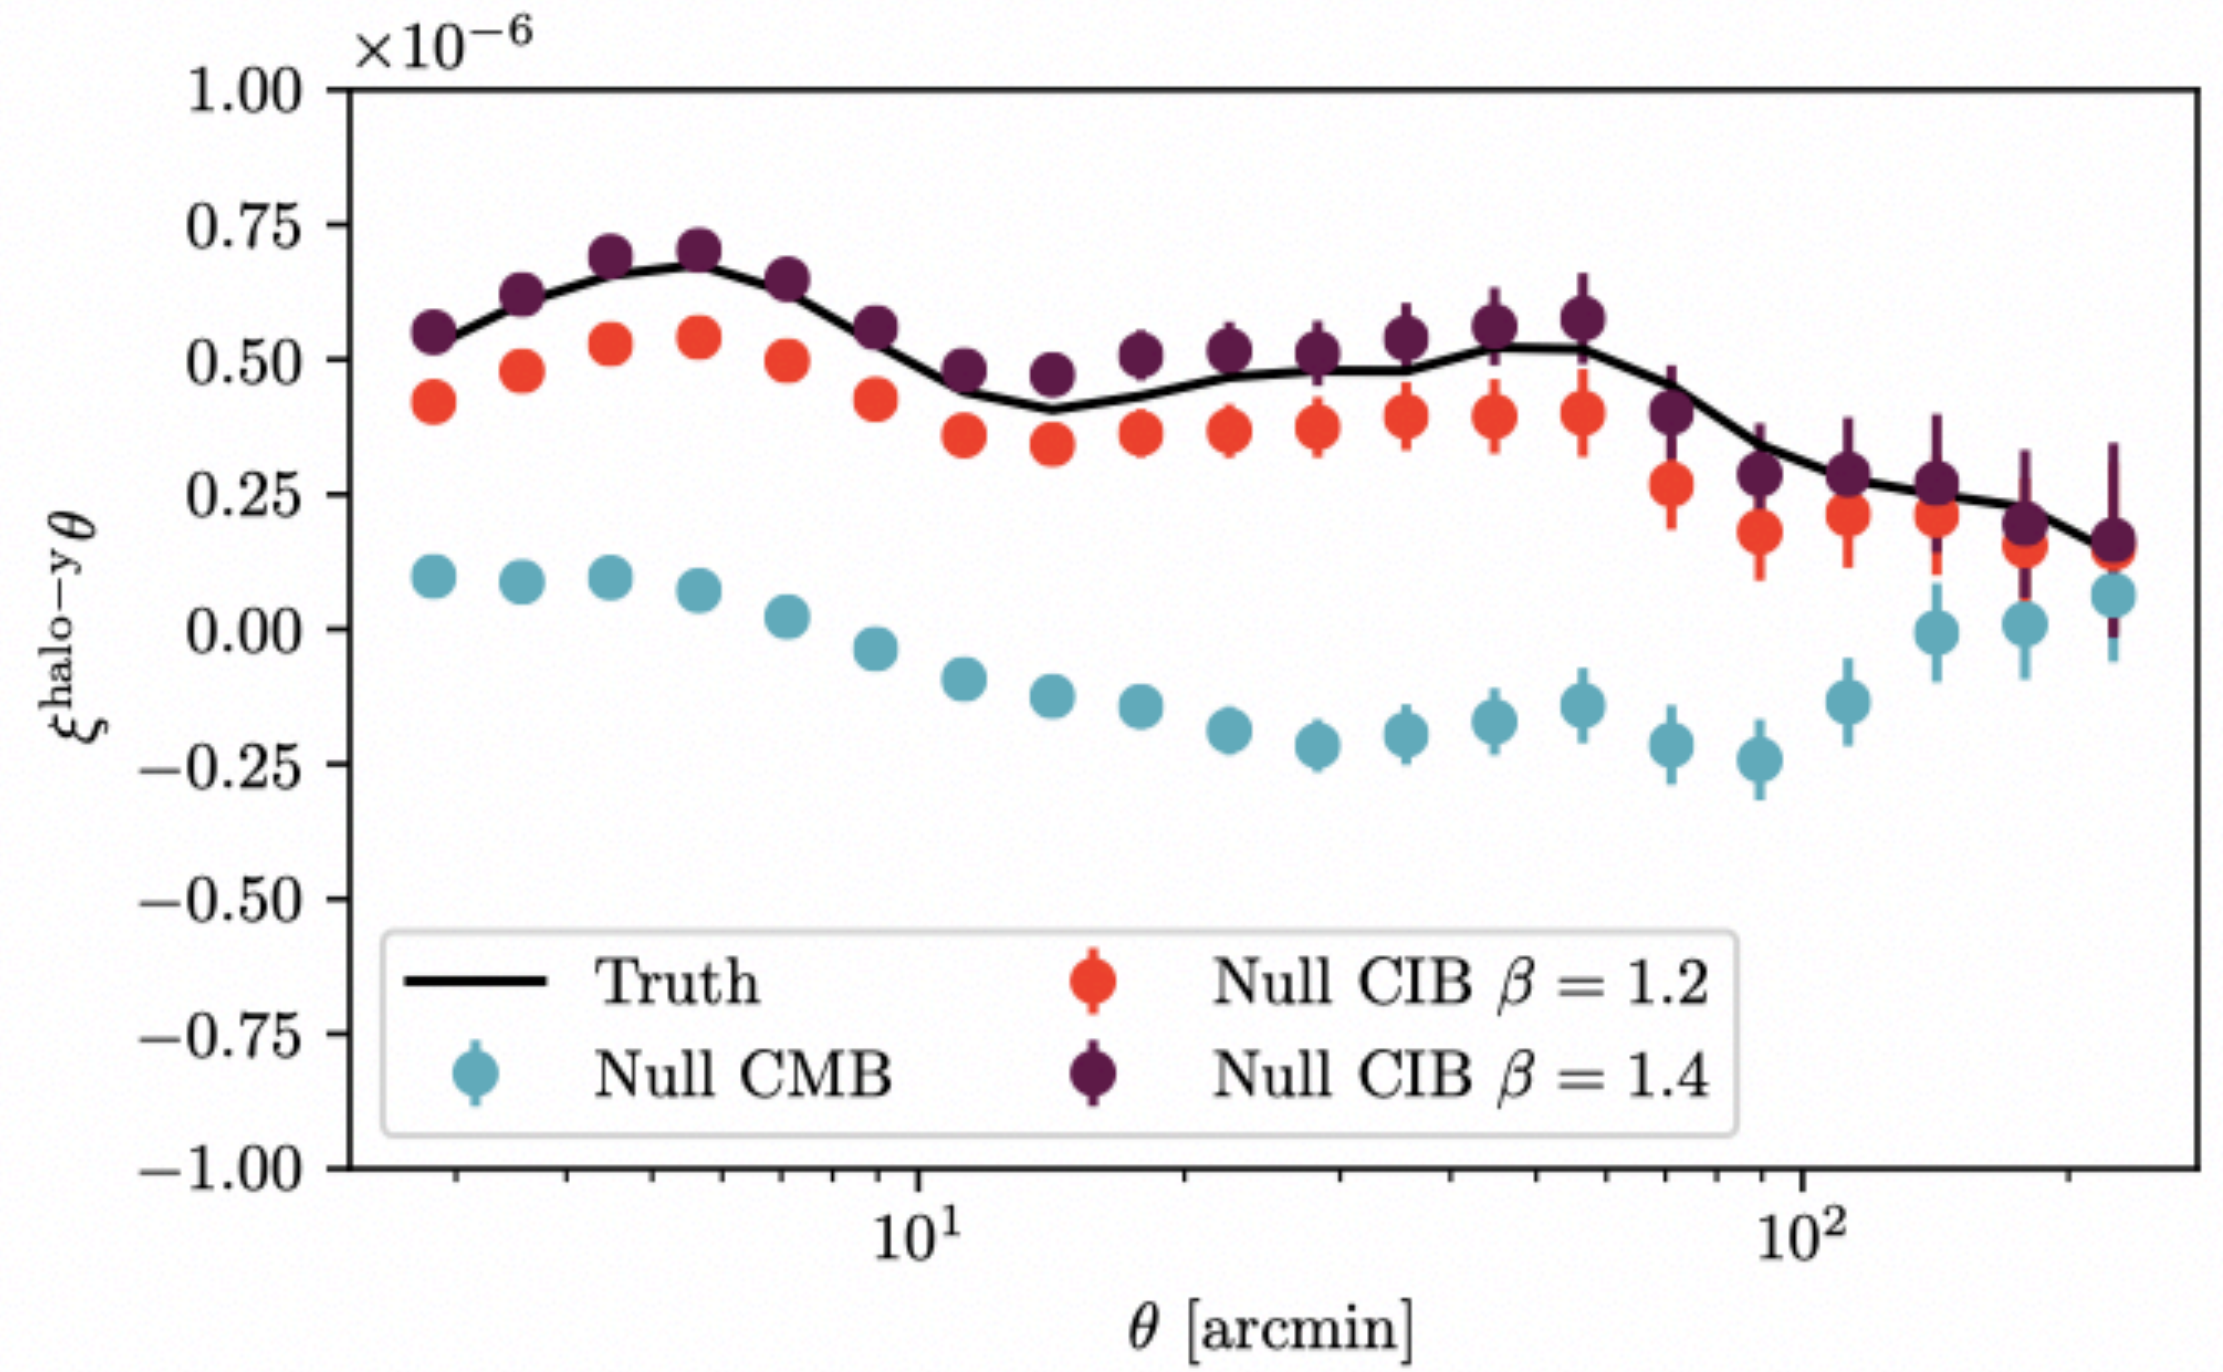 ×10⁻⁶
1.00
0.75
0.50
0.25
0.00
−0.25
−0.50
−0.75
−1.00
ξ^{halo−y}θ
Truth
Null CMB
Null CIB β = 1.2
Null CIB β = 1.4
10¹ 10²
θ [arcmin]